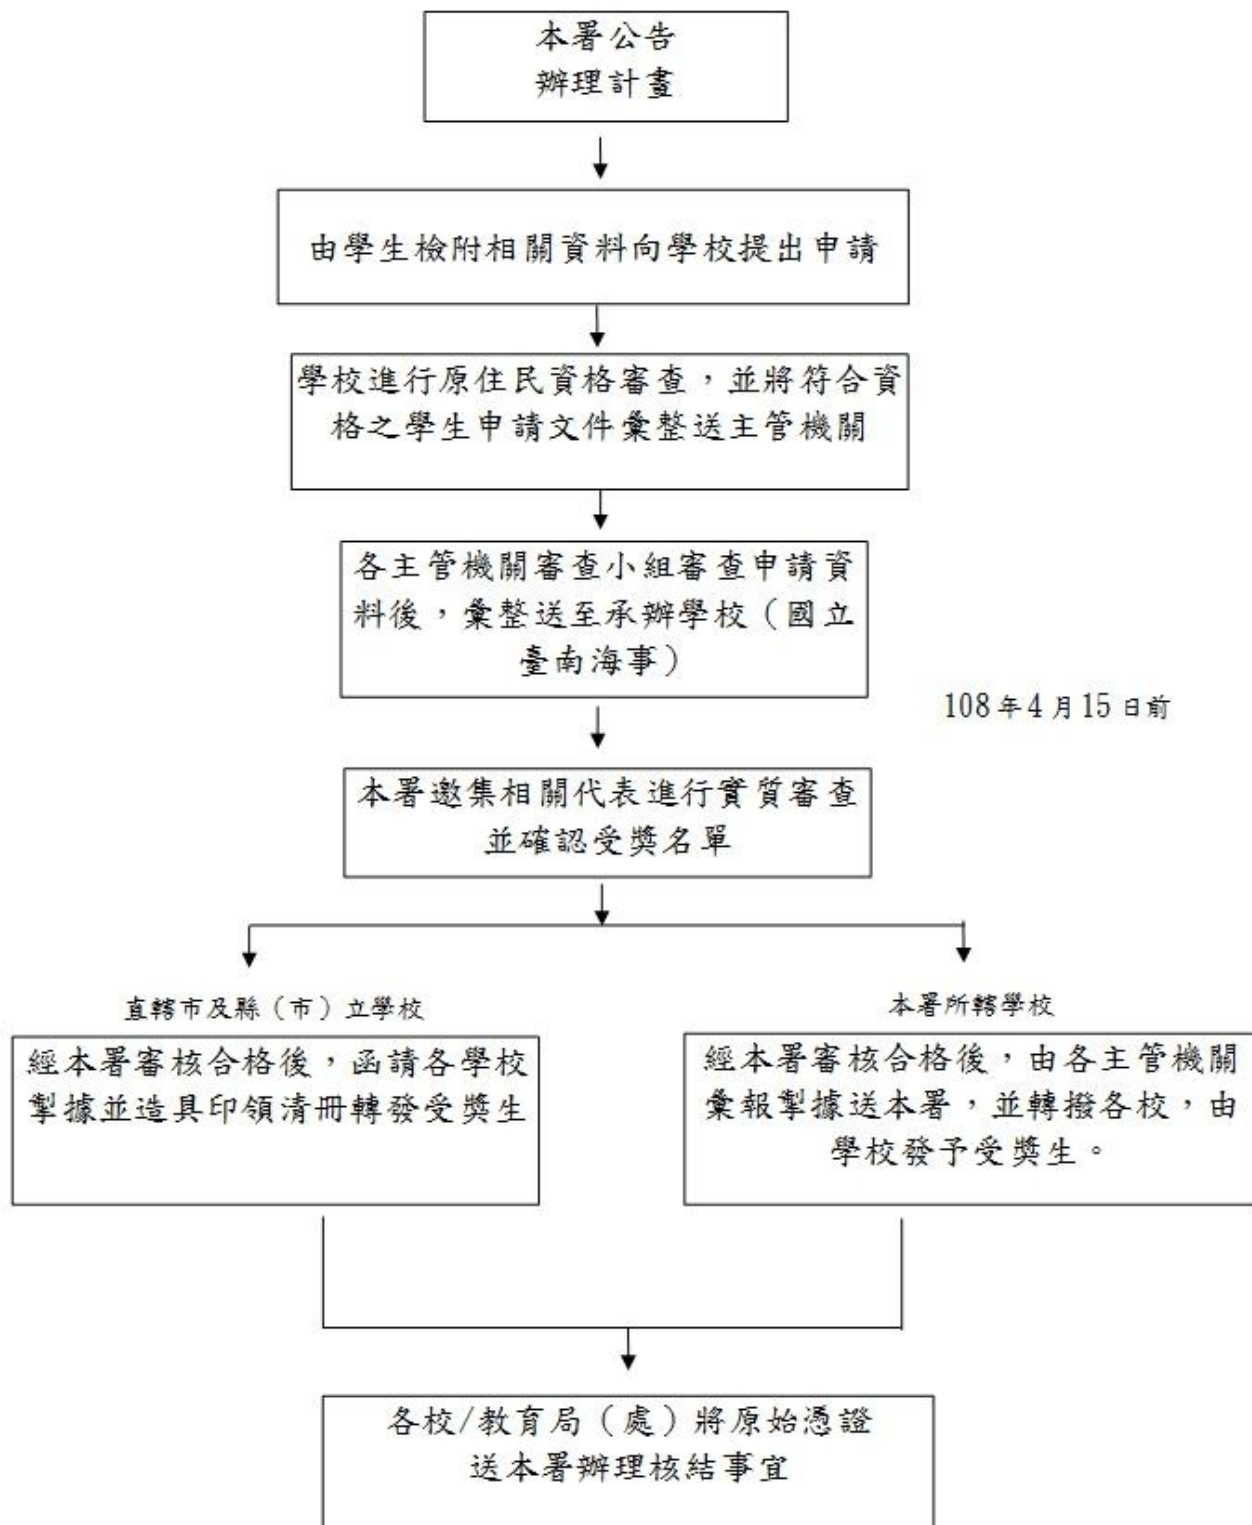 本署公告
辦理計畫
由學生檢附相關資料向學校提出申請
學校進行原住民資格審查，並將符合資
格之學生申請文件彙整送主管機關
各主管機關審查小組審查申請資
料後，彙整送至承辦學校（國立
臺南海事）
108年4月15日前
本署邀集相關代表進行實質審查
並確認受獎名單
直轄市及縣（市）立學校
經本署審核合格後，函請各學校
掣據並造具印領清冊轉發受獎生
本署所轄學校
經本署審核合格後，由各主管機關
彙報掣據送本署，並轉撥各校，由
學校發予受獎生。
各校/教育局（處）將原始憑證
送本署辦理核結事宜